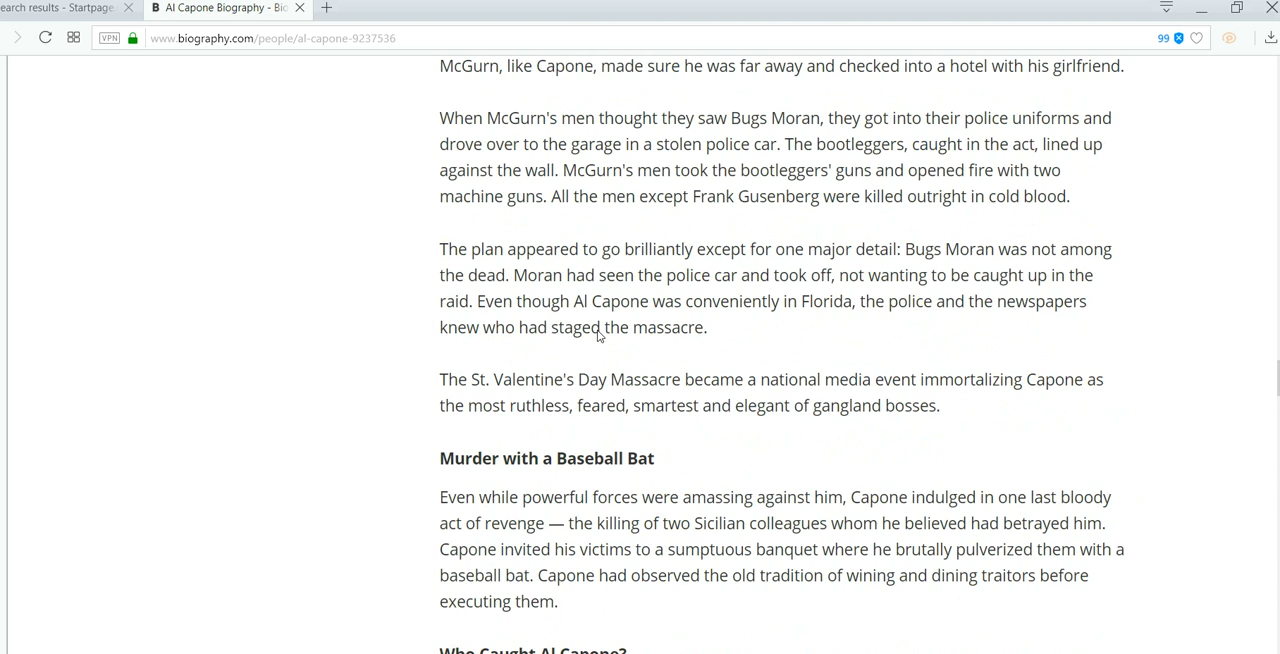 earch results - Startpage
B Al Capone Biography - Bio
VPN www.biography.com/people/al-capone-9237536 99
McGurn, like Capone, made sure he was far away and checked into a hotel with his girlfriend.
When McGurn's men thought they saw Bugs Moran, they got into their police uniforms and
drove over to the garage in a stolen police car. The bootleggers, caught in the act, lined up
against the wall. McGurn's men took the bootleggers' guns and opened fire with two
machine guns. All the men except Frank Gusenberg were killed outright in cold blood.
The plan appeared to go brilliantly except for one major detail: Bugs Moran was not among
the dead. Moran had seen the police car and took off, not wanting to be caught up in the
raid. Even though Al Capone was conveniently in Florida, the police and the newspapers
knew who had staged the massacre.
The St. Valentine's Day Massacre became a national media event immortalizing Capone as
the most ruthless, feared, smartest and elegant of gangland bosses.
Murder with a Baseball Bat
Even while powerful forces were amassing against him, Capone indulged in one last bloody
act of revenge — the killing of two Sicilian colleagues whom he believed had betrayed him.
Capone invited his victims to a sumptuous banquet where he brutally pulverized them with a
baseball bat. Capone had observed the old tradition of wining and dining traitors before
executing them.
Who Caught Al Capone?